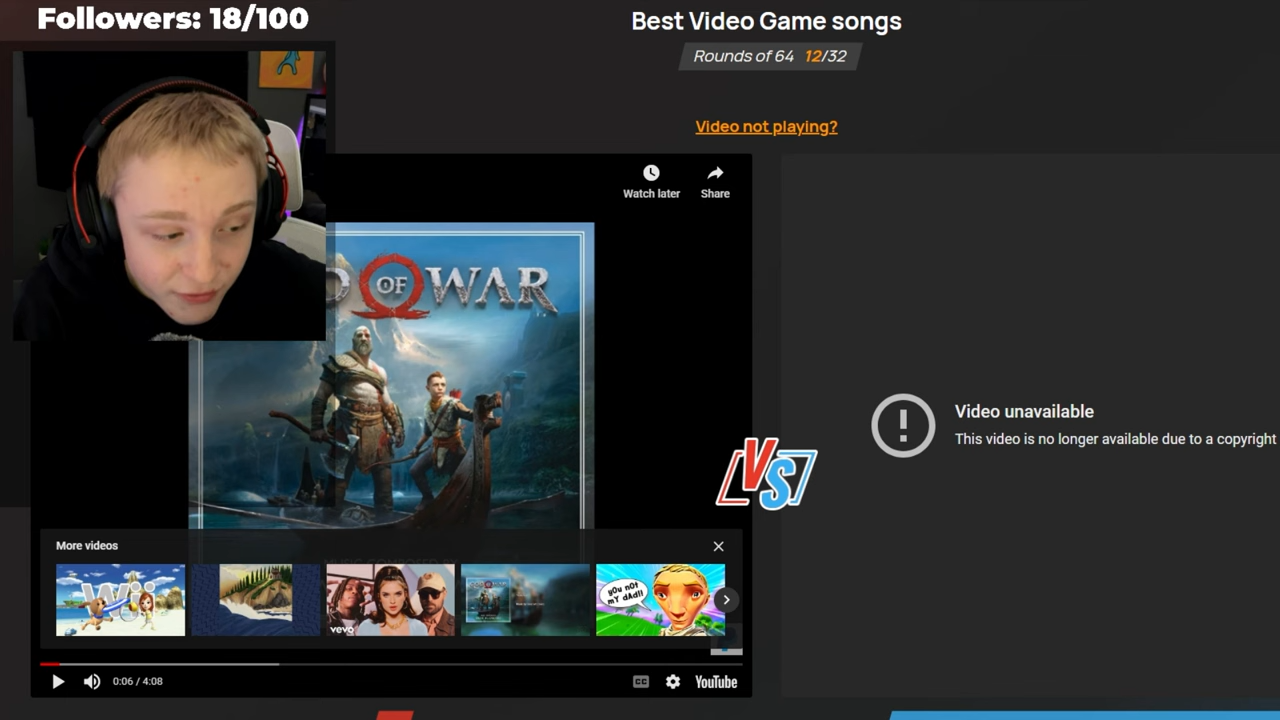 Followers: 18/100
Best Video Game songs
Rounds of 64 12/32
Video not playing?
Watch later
Share
OF WAR
VS
Video unavailable
This video is no longer available due to a copyright
More videos
Wii
vevo
yOu nOt
mY dAd!!
0:06 / 4:08
CC
YouTube